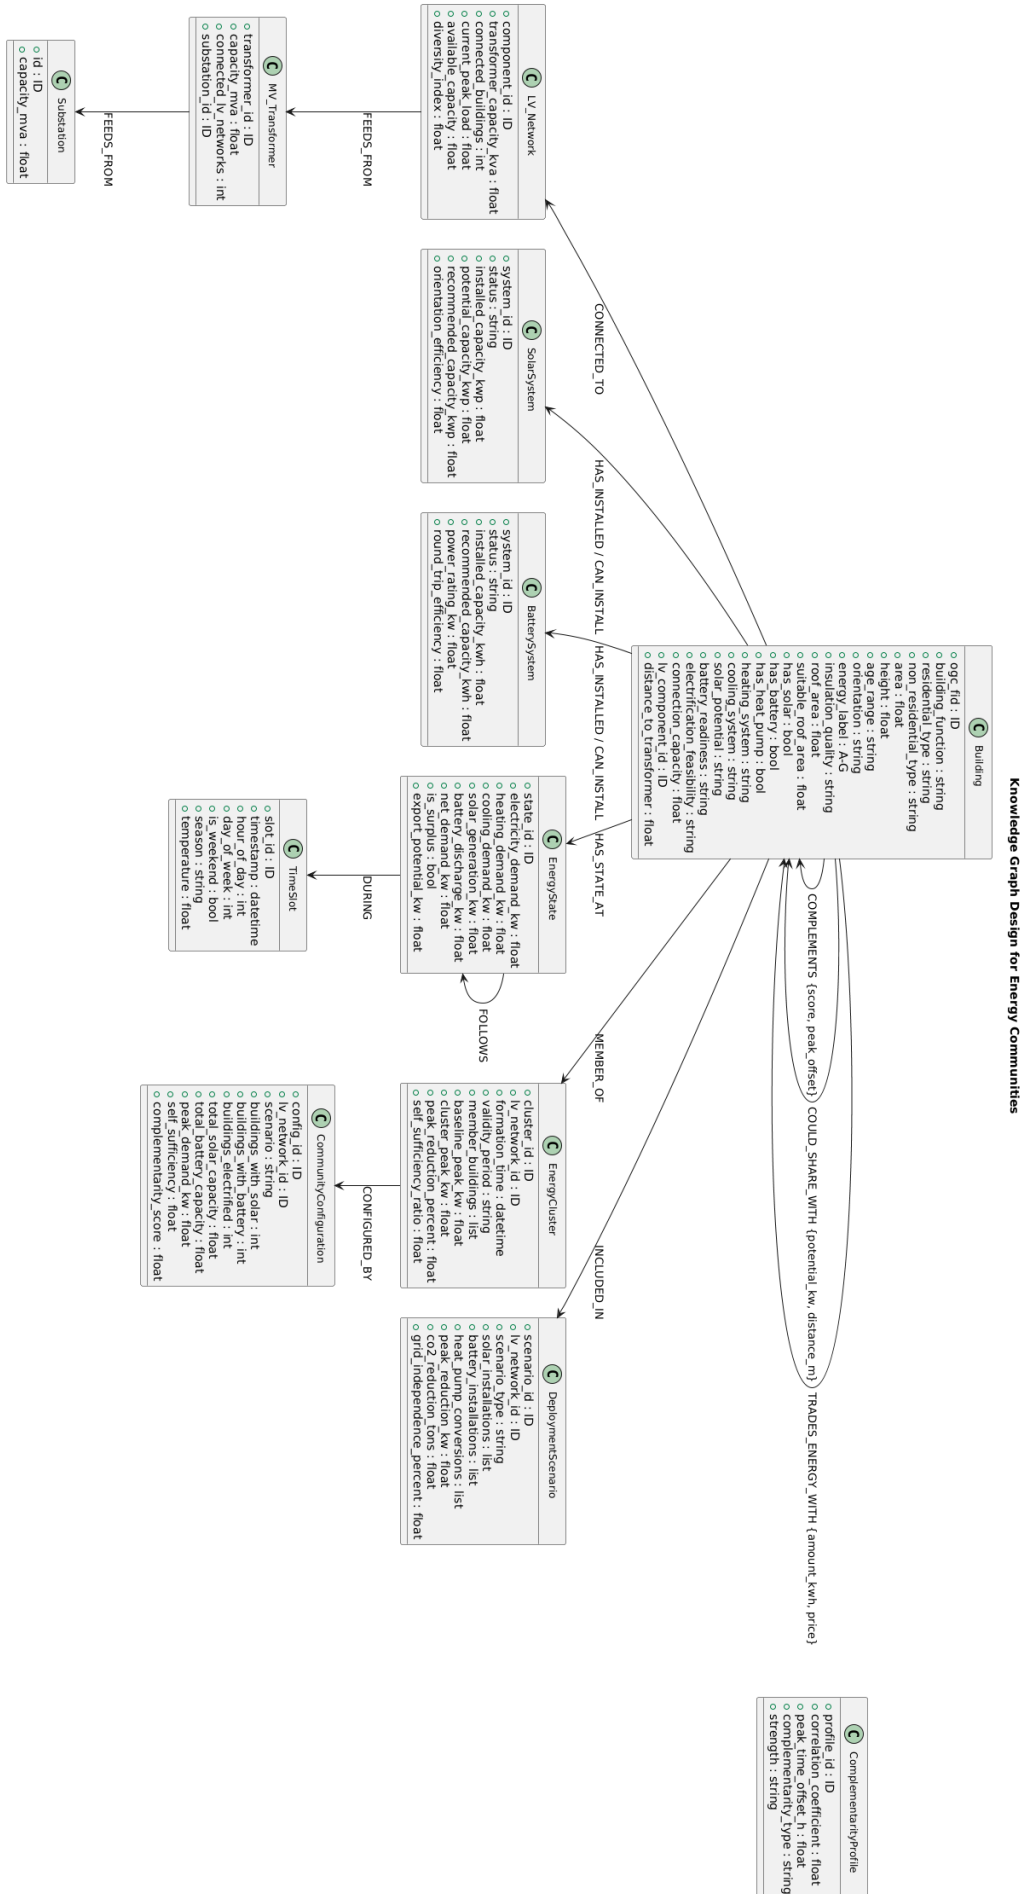 Knowledge Graph Design for Energy Communities
C Building
ogc_fid : ID
building_function : string
residential_type : string
non_residential_type : string
area : float
height : float
age_range : string
orientation : string
energy_label : A-G
insulation_quality : string
roof_area : float
suitable_roof_area : float
has_solar : bool
has_battery : bool
has_heat_pump : bool
heating_system : string
cooling_system : string
solar_potential : string
battery_readiness : string
electrification_feasibility : string
connection_capacity : float
lv_component_id : ID
distance_to_transformer : float
C ComplementarityProfile
profile_id : ID
correlation_coefficient : float
peak_time_offset_h : float
complementarity_type : string
strength : string
COMPLEMENTS {score, peak_offset}
COULD_SHARE_WITH {potential_kw, distance_m}
TRADES_ENERGY_WITH {amount_kwh, price}
CONNECTED_TO
HAS_INSTALLED / CAN_INSTALL
HAS_INSTALLED / CAN_INSTALL
HAS_STATE_AT
MEMBER_OF
INCLUDED_IN
C LV_Network
component_id : ID
transformer_capacity_kva : float
connected_buildings : int
current_peak_load : float
available_capacity : float
diversity_index : float
C SolarSystem
system_id : ID
status : string
installed_capacity_kwp : float
potential_capacity_kwp : float
recommended_capacity_kwp : float
orientation_efficiency : float
C BatterySystem
system_id : ID
status : string
installed_capacity_kwh : float
recommended_capacity_kwh : float
power_rating_kw : float
round_trip_efficiency : float
C EnergyState
state_id : ID
electricity_demand_kw : float
heating_demand_kw : float
cooling_demand_kw : float
solar_generation_kw : float
battery_discharge_kw : float
net_demand_kw : float
is_surplus : bool
export_potential_kw : float
FOLLOWS
C EnergyCluster
cluster_id : ID
lv_network_id : ID
formation_time : datetime
validity_period : string
member_buildings : list
baseline_peak_kw : float
cluster_peak_kw : float
peak_reduction_percent : float
self_sufficiency_ratio : float
C DeploymentScenario
scenario_id : ID
lv_network_id : ID
scenario_type : string
solar_installations : list
battery_installations : list
heat_pump_conversions : list
peak_reduction_kw : float
co2_reduction_tons : float
grid_independence_percent : float
FEEDS_FROM
DURING
CONFIGURED_BY
C MV_Transformer
transformer_id : ID
capacity_mva : float
connected_lv_networks : int
substation_id : ID
C TimeSlot
slot_id : ID
timestamp : datetime
hour_of_day : int
day_of_week : int
is_weekend : bool
season : string
temperature : float
C CommunityConfiguration
config_id : ID
lv_network_id : ID
scenario : string
buildings_with_solar : int
buildings_with_battery : int
buildings_electrified : int
total_solar_capacity : float
total_battery_capacity : float
peak_demand_kw : float
self_sufficiency : float
complementarity_score : float
FEEDS_FROM
C Substation
id : ID
capacity_mva : float